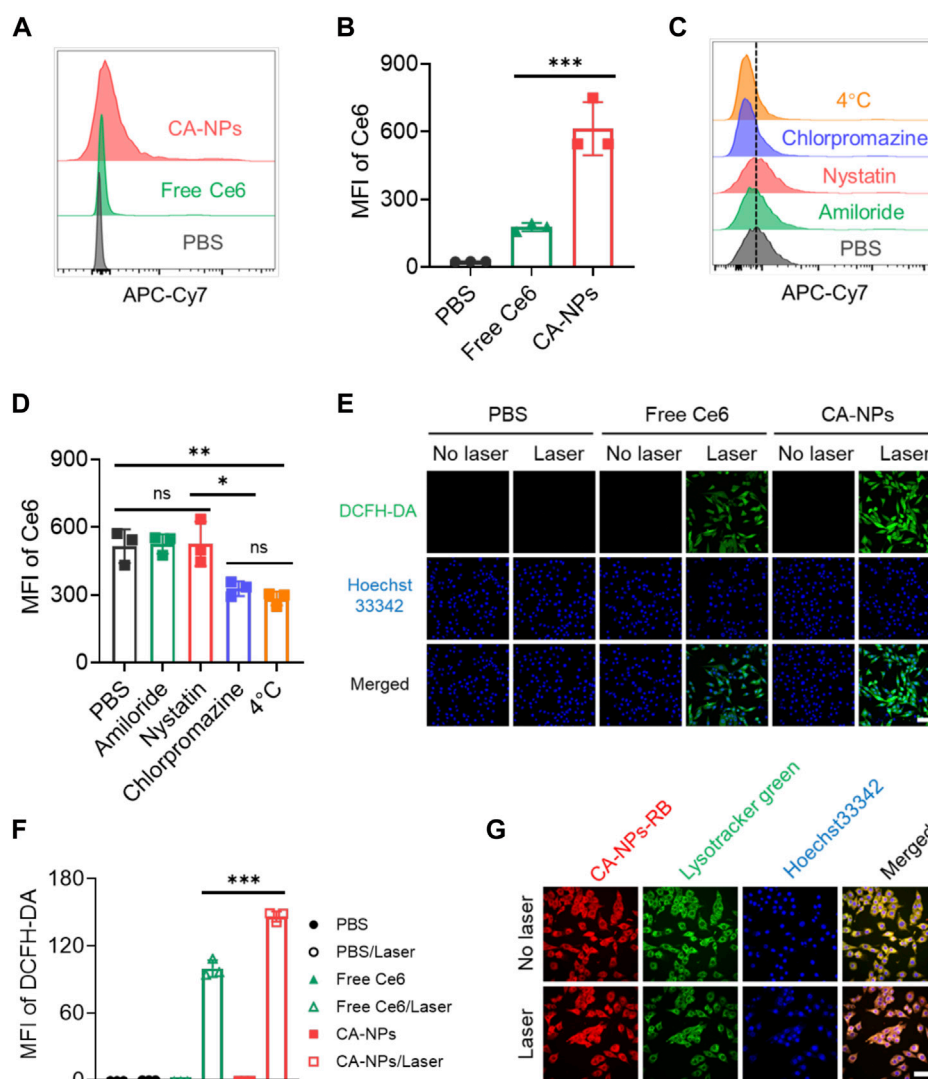 A
CA-NPs
Free Ce6
PBS
APC-Cy7
B
MFI of Ce6
900
600
300
0
***
PBS
Free Ce6
CA-NPs
C
4°C
Chlorpromazine
Nystatin
Amiloride
PBS
APC-Cy7
D
MFI of Ce6
900
600
300
0
**
*
ns
ns
PBS
Amiloride
Nystatin
Chlorpromazine
4°C
E
PBS
Free Ce6
CA-NPs
No laser
Laser
No laser
Laser
No laser
Laser
DCFH-DA
Hoechst
33342
Merged
F
MFI of DCFH-DA
180
120
60
0
***
PBS
PBS/Laser
Free Ce6
Free Ce6/Laser
CA-NPs
CA-NPs/Laser
G
CA-NPs-RB
Lysotracker green
Hoechst33342
Merged
No laser
Laser